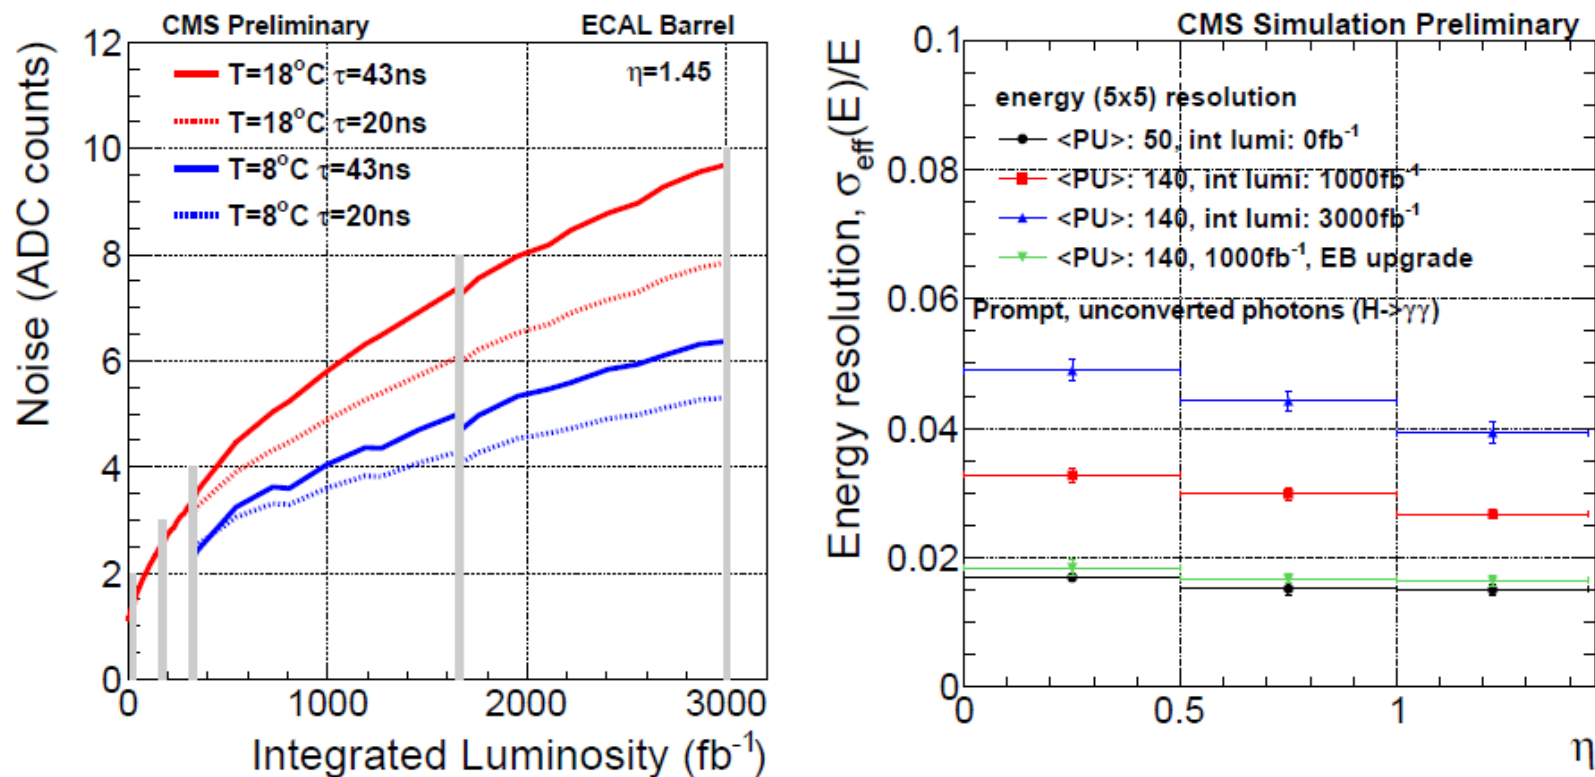 CMS Preliminary
ECAL Barrel
12
10
8
6
4
2
0
Noise (ADC counts)
T=18°C τ=43ns
T=18°C τ=20ns
T=8°C τ=43ns
T=8°C τ=20ns
η=1.45
0
1000
2000
3000
Integrated Luminosity (fb⁻¹)
CMS Simulation Preliminary
0.1
0.08
0.06
0.04
0.02
0
Energy resolution, σeff(E)/E
energy (5x5) resolution
<PU>: 50, int lumi: 0fb⁻¹
<PU>: 140, int lumi: 1000fb⁻¹
<PU>: 140, int lumi: 3000fb⁻¹
<PU>: 140, 1000fb⁻¹, EB upgrade
Prompt, unconverted photons (H->γγ)
0
0.5
1
η